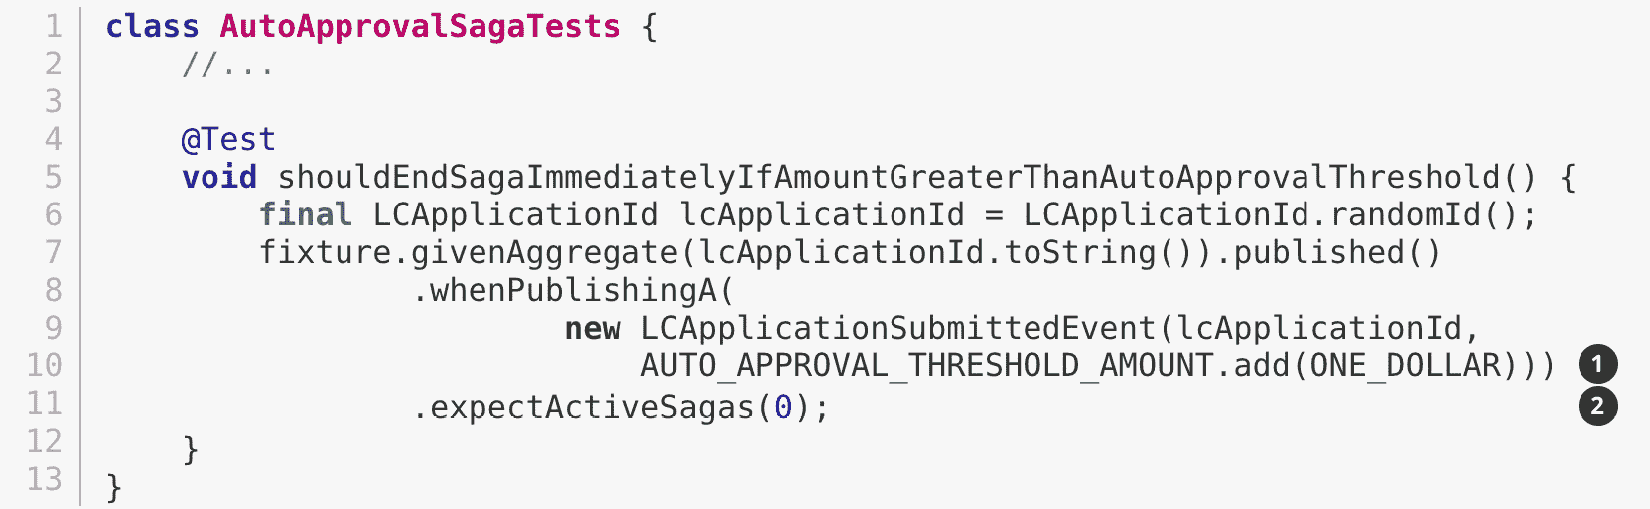 1 class AutoApprovalSagaTests {
2 //...
3
4 @Test
5 void shouldEndSagaImmediatelyIfAmountGreaterThanAutoApprovalThreshold() {
6 final LCApplicationId lcApplicationId = LCApplicationId.randomId();
7 fixture.givenAggregate(lcApplicationId.toString()).published()
8 .whenPublishingA(
9 new LCApplicationSubmittedEvent(lcApplicationId,
10 AUTO_APPROVAL_THRESHOLD_AMOUNT.add(ONE_DOLLAR))) 1
11 .expectActiveSagas(0); 2
12 }
13 }